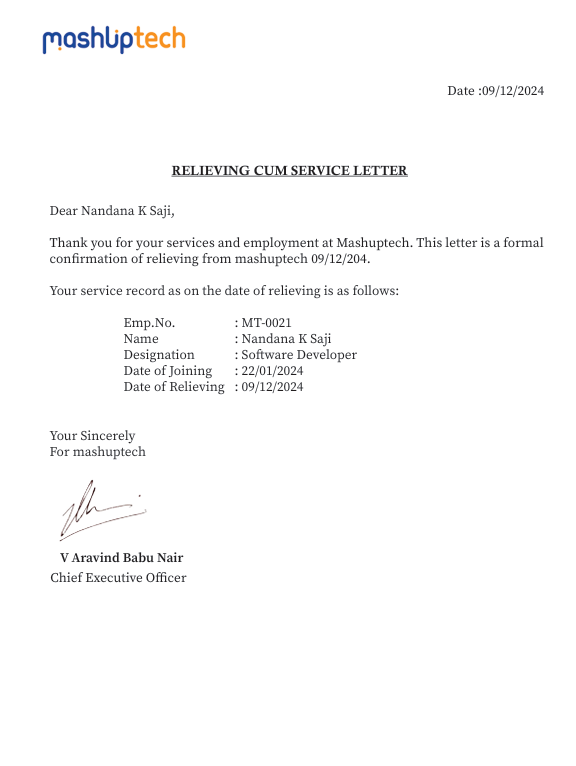 mashuptech
Date :09/12/2024
RELIEVING CUM SERVICE LETTER
Dear Nandana K Saji,
Thank you for your services and employment at Mashuptech. This letter is a formal
confirmation of relieving from mashuptech 09/12/204.
Your service record as on the date of relieving is as follows:
Emp.No. : MT-0021
Name : Nandana K Saji
Designation : Software Developer
Date of Joining : 22/01/2024
Date of Relieving : 09/12/2024
Your Sincerely
For mashuptech
V Aravind Babu Nair
Chief Executive Officer